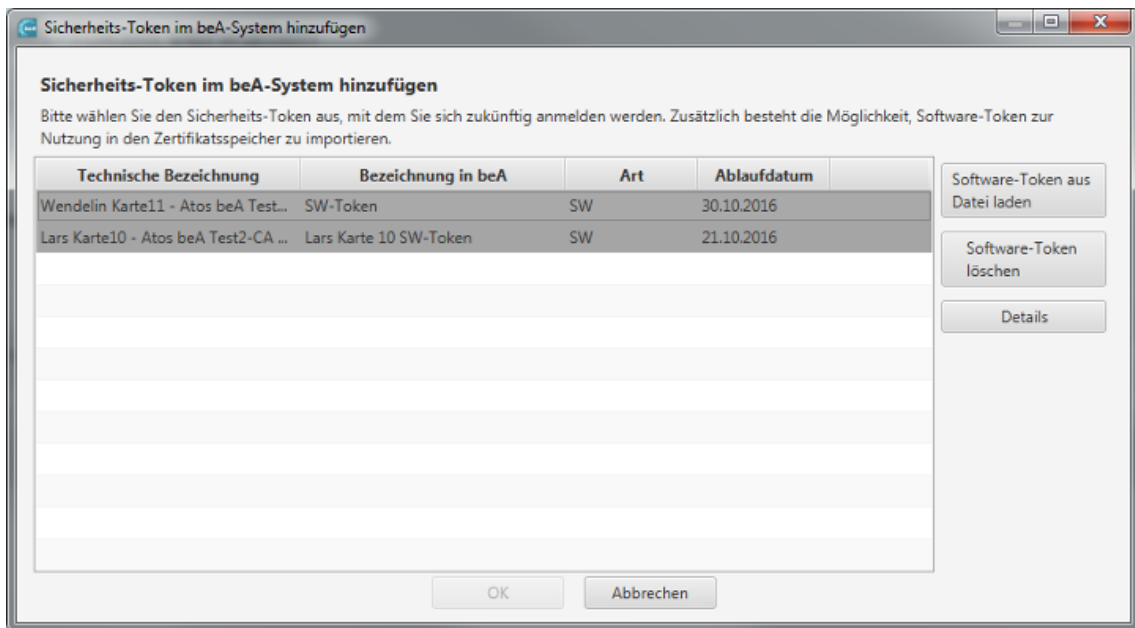 Sicherheits-Token im beA-System hinzufügen
Sicherheits-Token im beA-System hinzufügen
Bitte wählen Sie den Sicherheits-Token aus, mit dem Sie sich zukünftig anmelden werden. Zusätzlich besteht die Möglichkeit, Software-Token zur
Nutzung in den Zertifikatsspeicher zu importieren.
Technische Bezeichnung Bezeichnung in beA Art Ablaufdatum
Wendelin Karte11 - Atos beA Test... SW-Token SW 30.10.2016
Lars Karte10 - Atos beA Test2-CA ... Lars Karte 10 SW-Token SW 21.10.2016
Software-Token aus
Datei laden
Software-Token
löschen
Details
OK Abbrechen